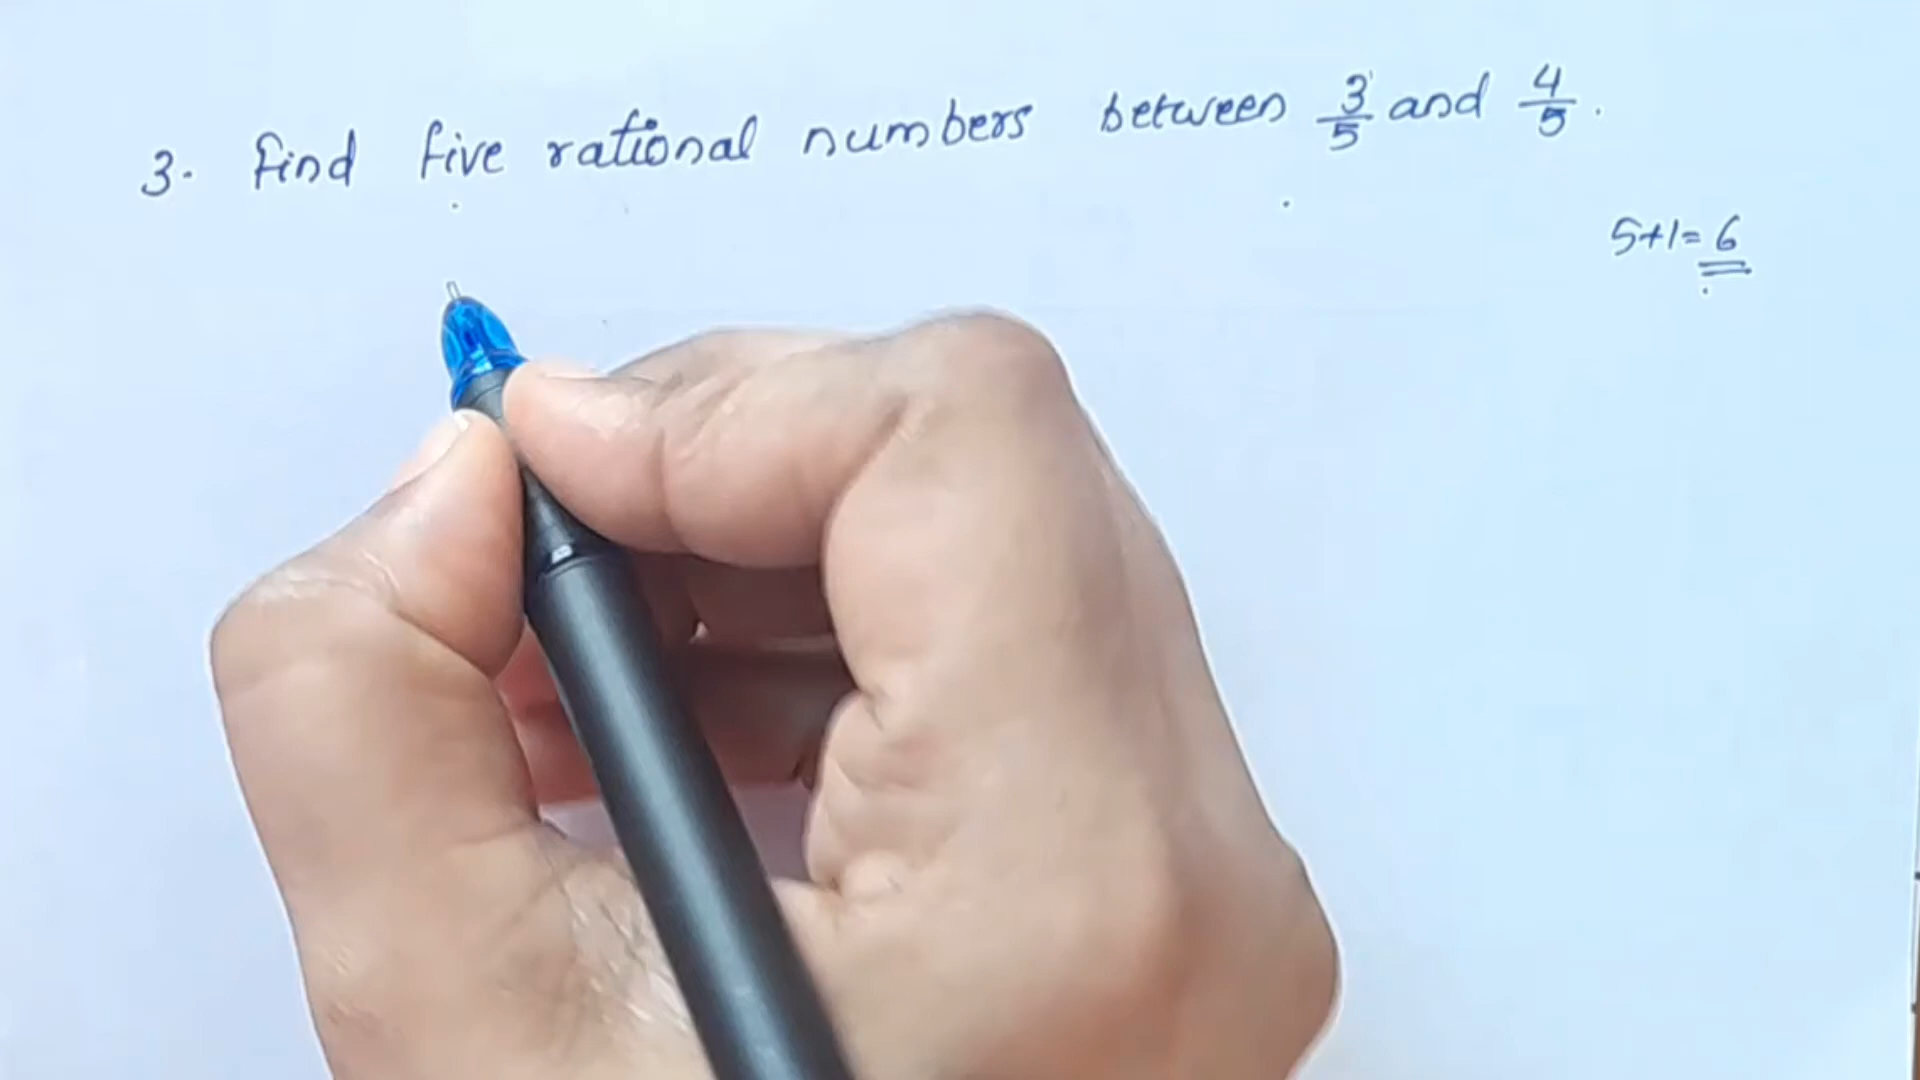 3. find five rational numbers between 3/5 and 4/5.
5+1=6